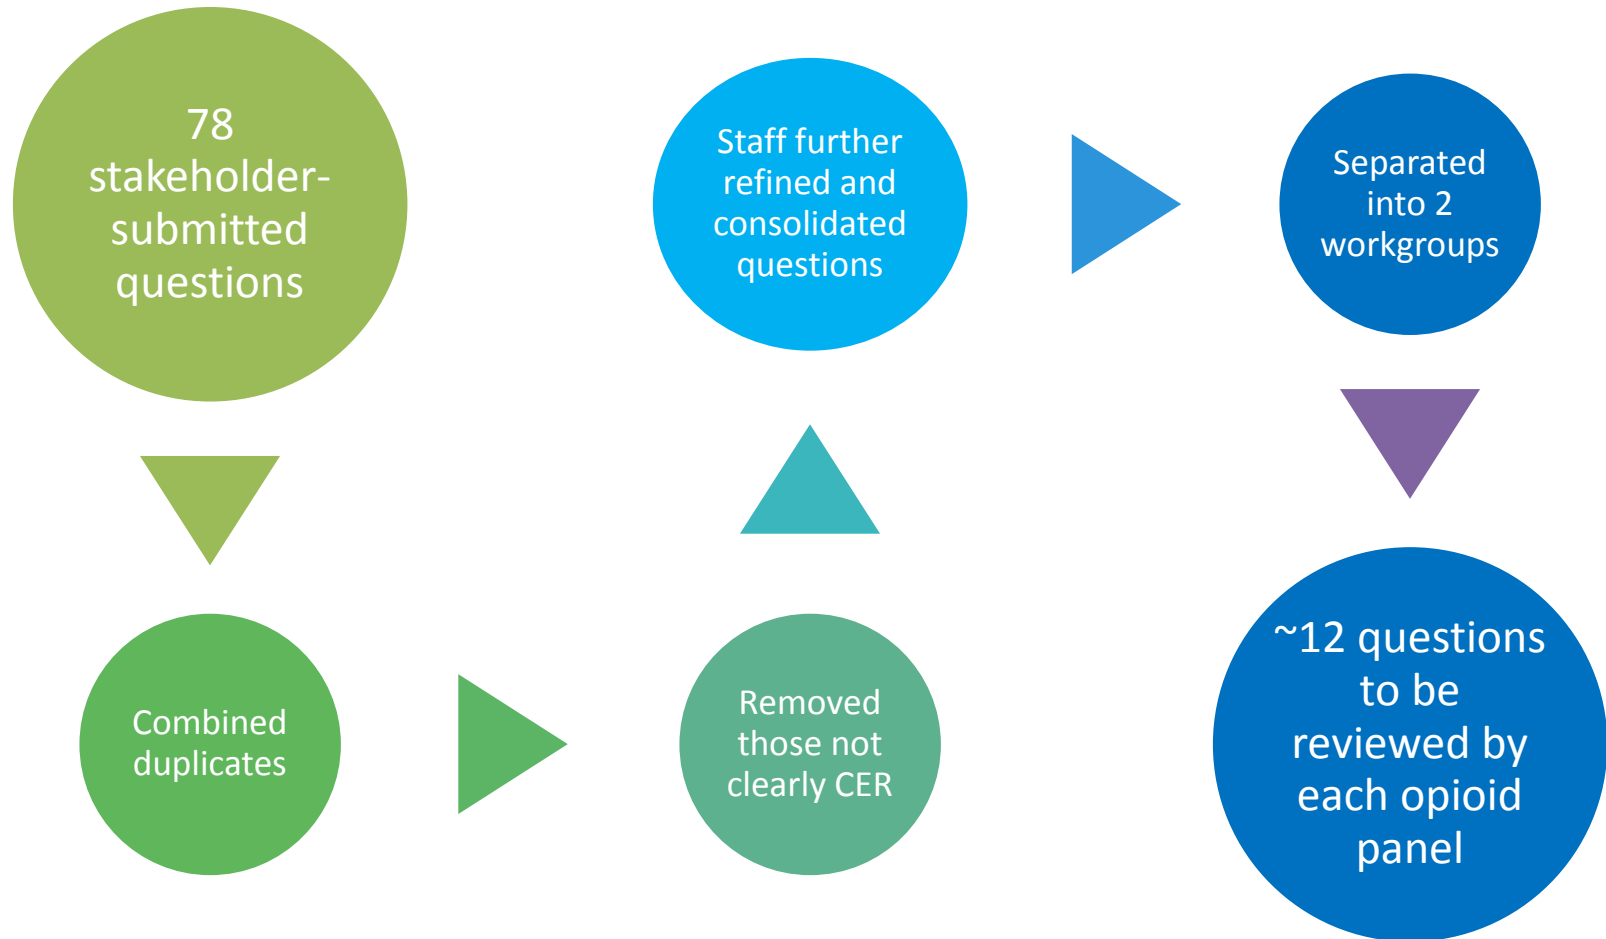 78
stakeholder-
submitted
questions
Combined
duplicates
Removed
those not
clearly CER
Staff further
refined and
consolidated
questions
Separated
into 2
workgroups
~12 questions
to be
reviewed by
each opioid
panel